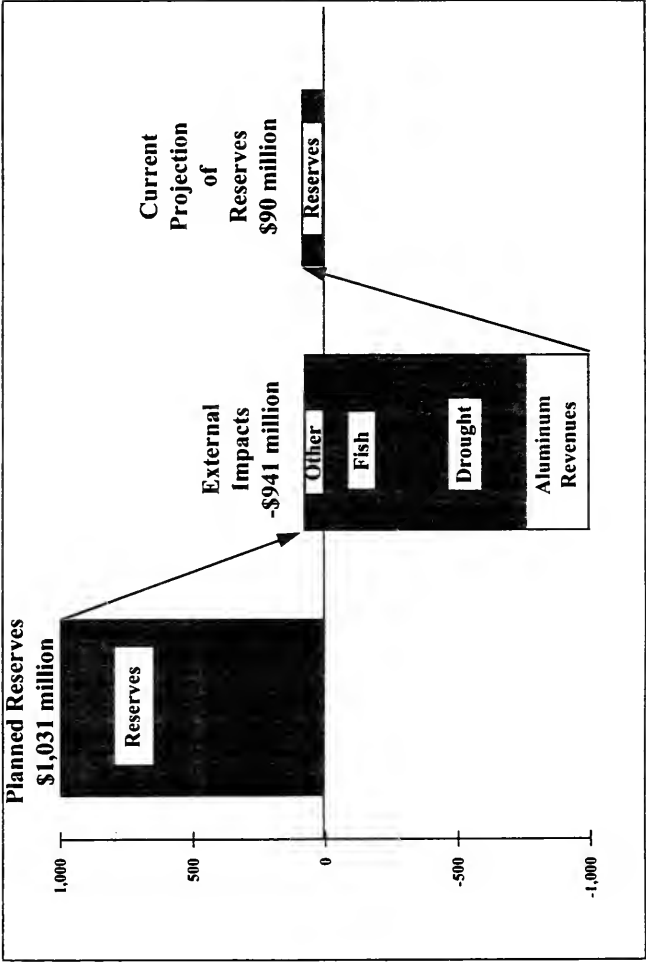 Planned Reserves
$1,031 million
Reserves
External
Impacts
-$941 million
Other
Fish
Drought
Aluminum
Revenues
Current
Projection
of
Reserves
$90 million
Reserves
1,000
500
0
-500
-1,000